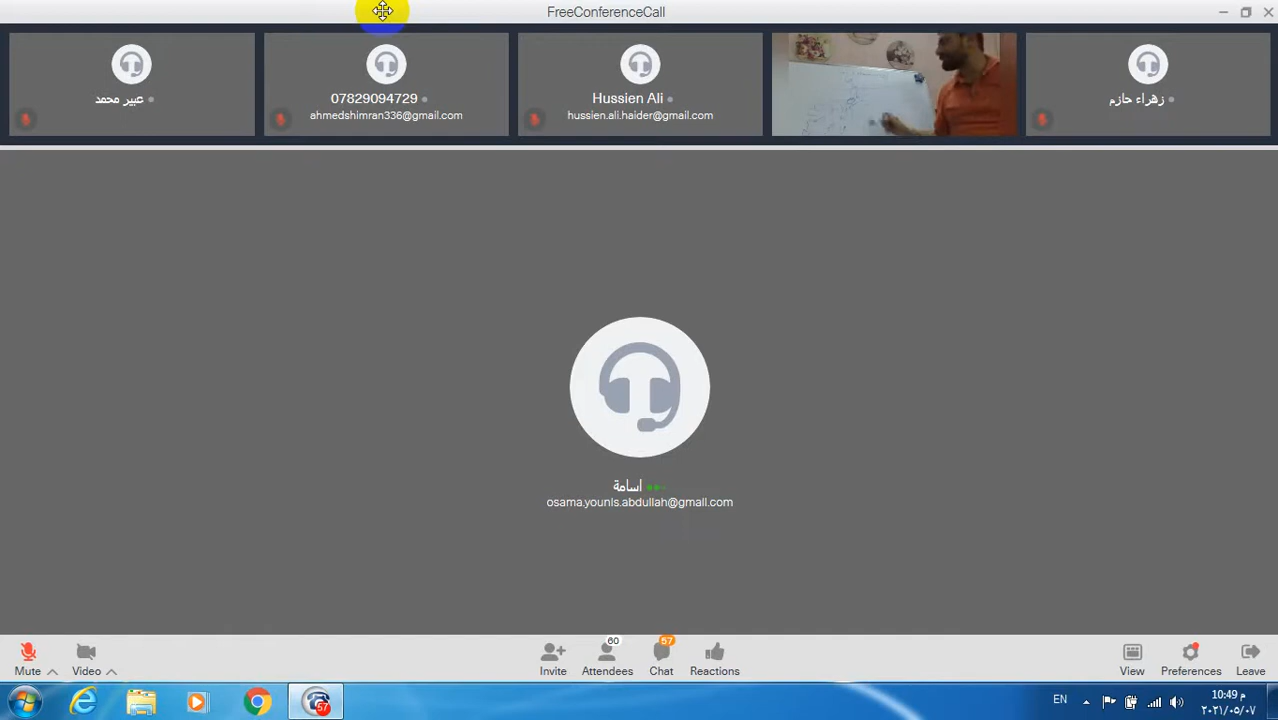 FreeConferenceCall
عبير محمد
07829094729
ahmedshimran336@gmail.com
Hussien Ali
hussien.ali.haider@gmail.com
زهراء حازم
اسامة
osama.younis.abdullah@gmail.com
Mute
Video
Invite
60
Attendees
57
Chat
Reactions
View
Preferences
Leave
57
EN
10:49 م
٢٠٢١/٠٥/٠٧